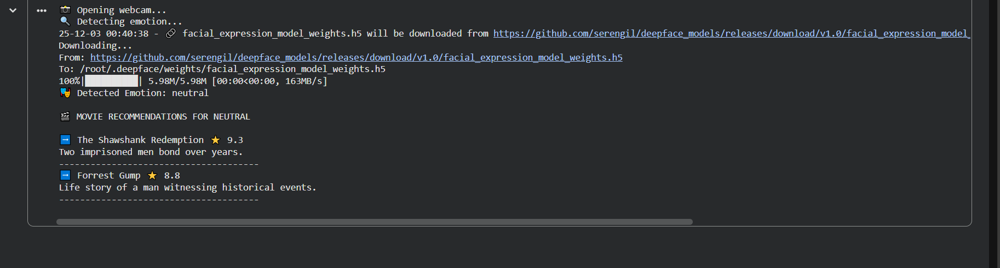 📷 Opening webcam...
🔍 Detecting emotion...
25-12-03 00:40:38 - 🔗 facial_expression_model_weights.h5 will be downloaded from https://github.com/serengil/deepface_models/releases/download/v1.0/facial_expression_model_
Downloading...
From: https://github.com/serengil/deepface_models/releases/download/v1.0/facial_expression_model_weights.h5
To: /root/.deepface/weights/facial_expression_model_weights.h5
100%|██████████| 5.98M/5.98M [00:00<00:00, 163MB/s]
🎭 Detected Emotion: neutral
🎬 MOVIE RECOMMENDATIONS FOR NEUTRAL
➡️ The Shawshank Redemption ⭐ 9.3
Two imprisoned men bond over years.
--------------------------------------
➡️ Forrest Gump ⭐ 8.8
Life story of a man witnessing historical events.
--------------------------------------